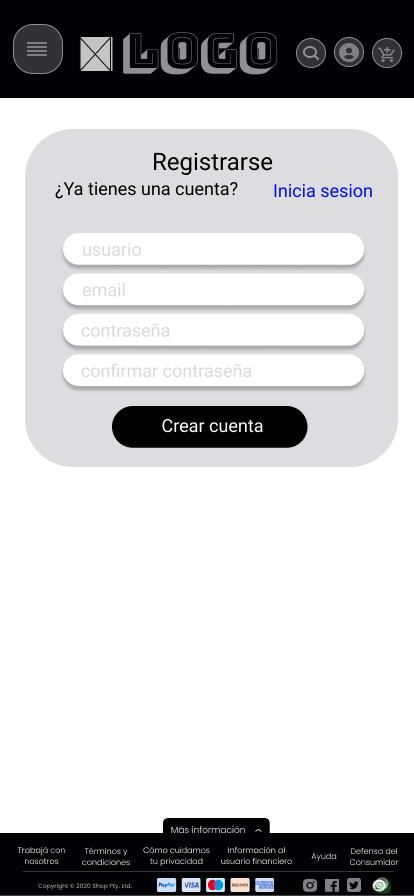 LOGO
Registrarse
¿Ya tienes una cuenta? Inicia sesion
usuario
email
contraseña
confirmar contraseña
Crear cuenta
Más información
Trabajá con nosotros
Términos y condiciones
Cómo cuidamos tu privacidad
Información al usuario financiero
Ayuda
Defensa del Consumidor
Copyright © 2020 Shop Pty. Ltd.
PayPal VISA DISCOVER